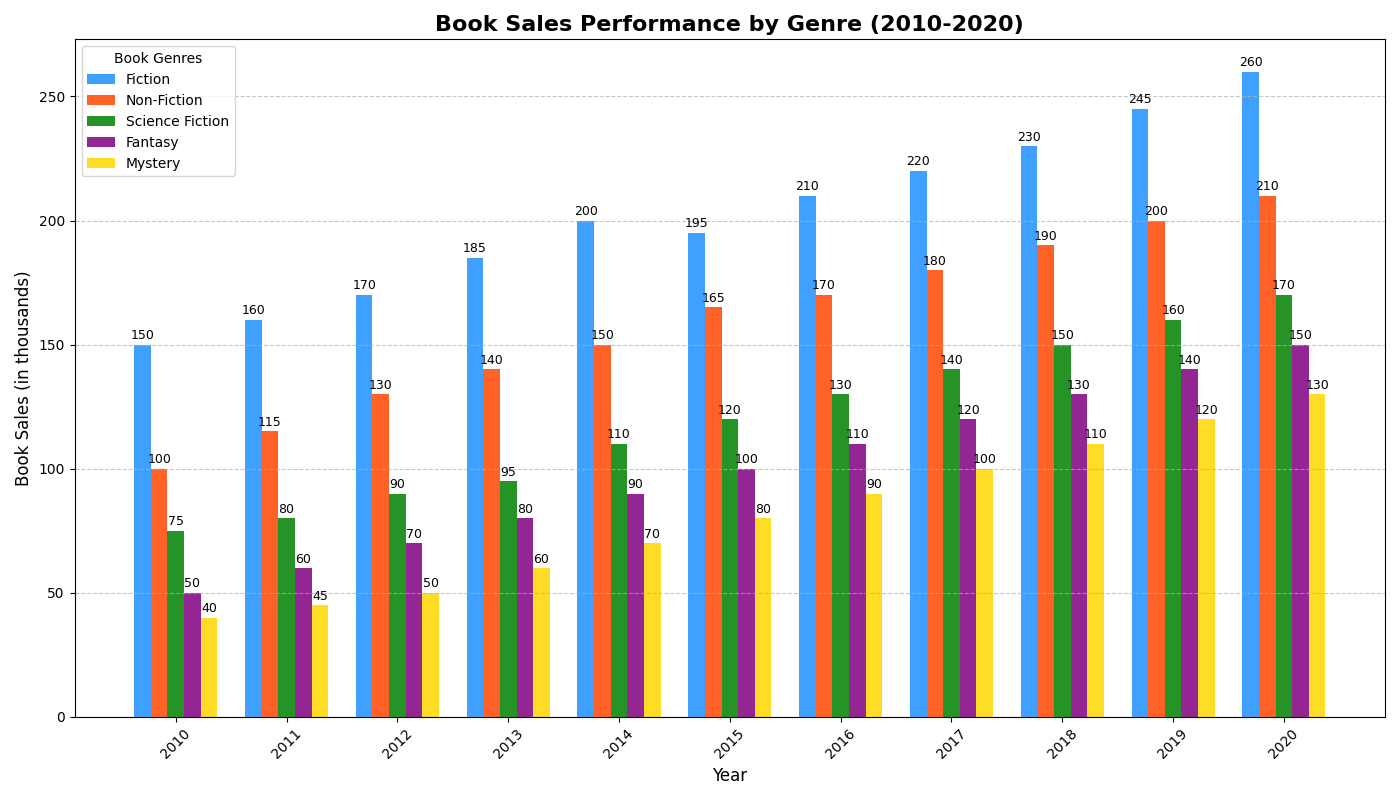 Book Sales Performance by Genre (2010-2020)
Book Genres
Fiction
Non-Fiction
Science Fiction
Fantasy
Mystery
Book Sales (in thousands)
250
200
150
100
50
0
150 100 75 50 40
160 115 80 60 45
170 130 90 70 50
185 140 95 80 60
200 150 110 90 70
195 165 120 100 80
210 170 130 110 90
220 180 140 120 100
230 190 150 130 110
245 200 160 140 120
260 210 170 150 130
2010 2011 2012 2013 2014 2015 2016 2017 2018 2019 2020
Year